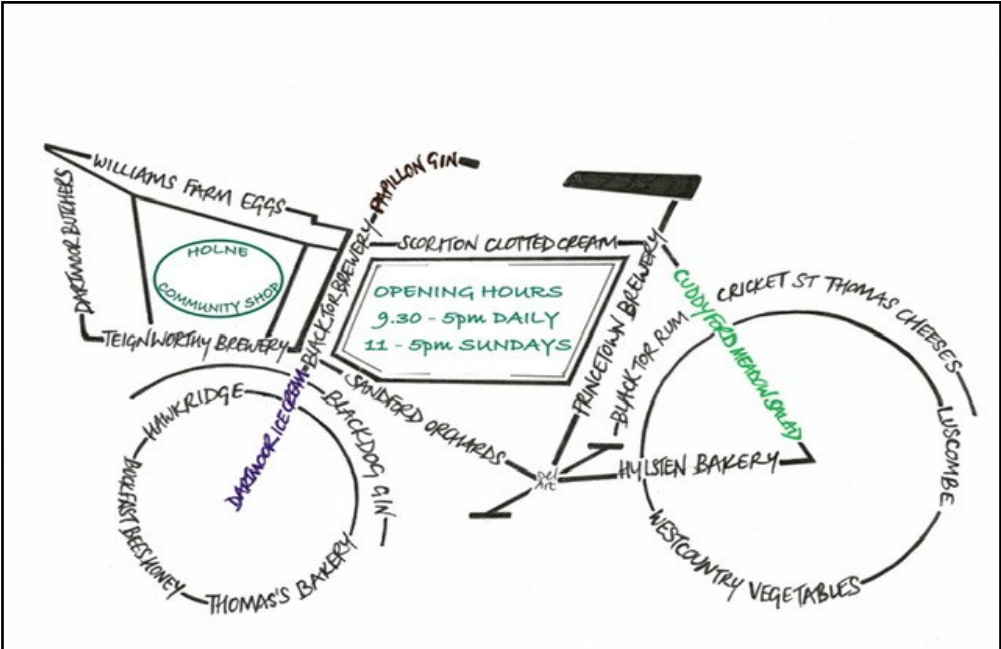 WILLIAMS FARM EGGS
DARTMOOR BUTCHERS
HOLNE
COMMUNITY SHOP
TEIGNWORTHY BREWERY
PAPILLON GIN
BLACK TOR BREWERY
DARTMOOR ICE CREAM
SCORITON CLOTTED CREAM
OPENING HOURS
9.30 - 5pm DAILY
11 - 5pm SUNDAYS
PRINCETOWN BREWERY
BLACK TOR RUM
CUDDYFORD MEADOW SALAD
CRICKET ST THOMAS CHEESES
LUSCOMBE
WESTCOUNTRY VEGETABLES
HYLSTEN BAKERY
SANDFORD ORCHARDS
Del
Art
BLACKDOG GIN
HAWKRIDGE
BUCKFAST BEES HONEY
THOMAS'S BAKERY